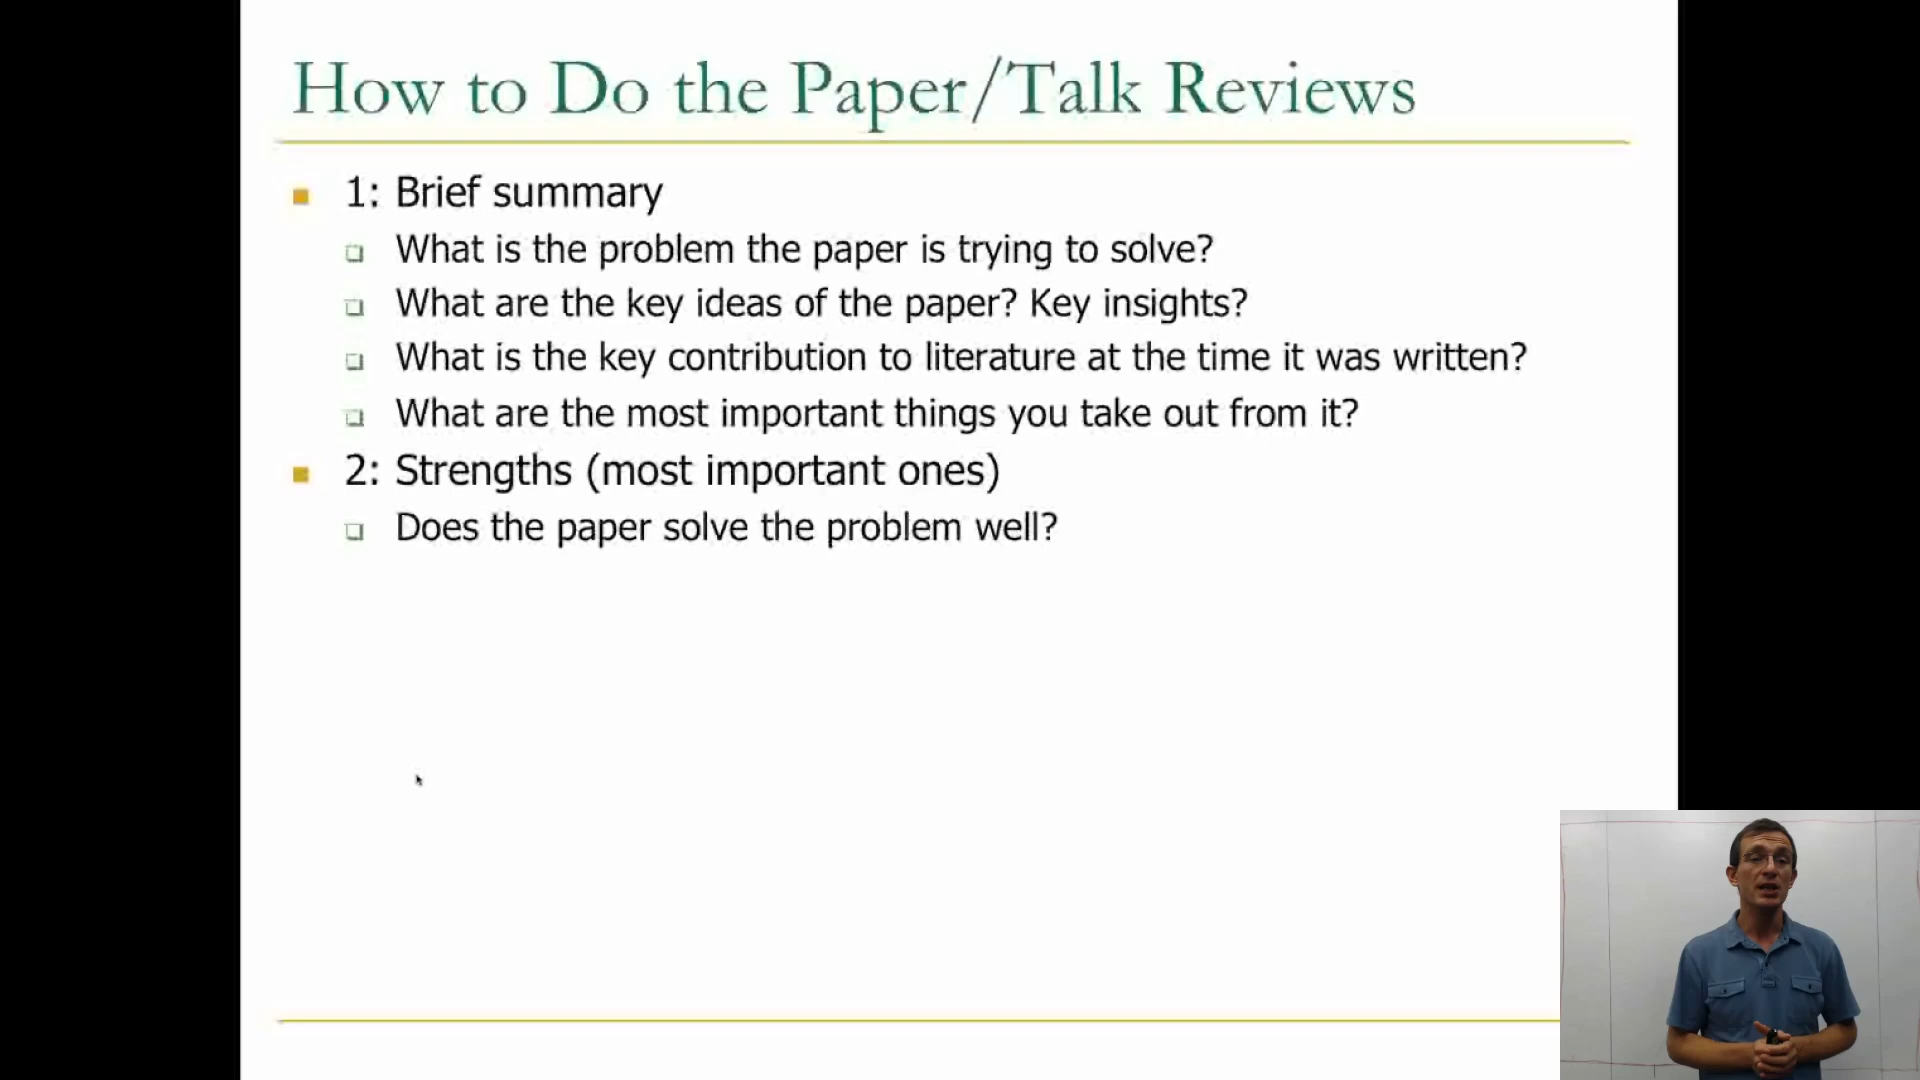 How to Do the Paper/Talk Reviews
1: Brief summary
What is the problem the paper is trying to solve?
What are the key ideas of the paper? Key insights?
What is the key contribution to literature at the time it was written?
What are the most important things you take out from it?
2: Strengths (most important ones)
Does the paper solve the problem well?